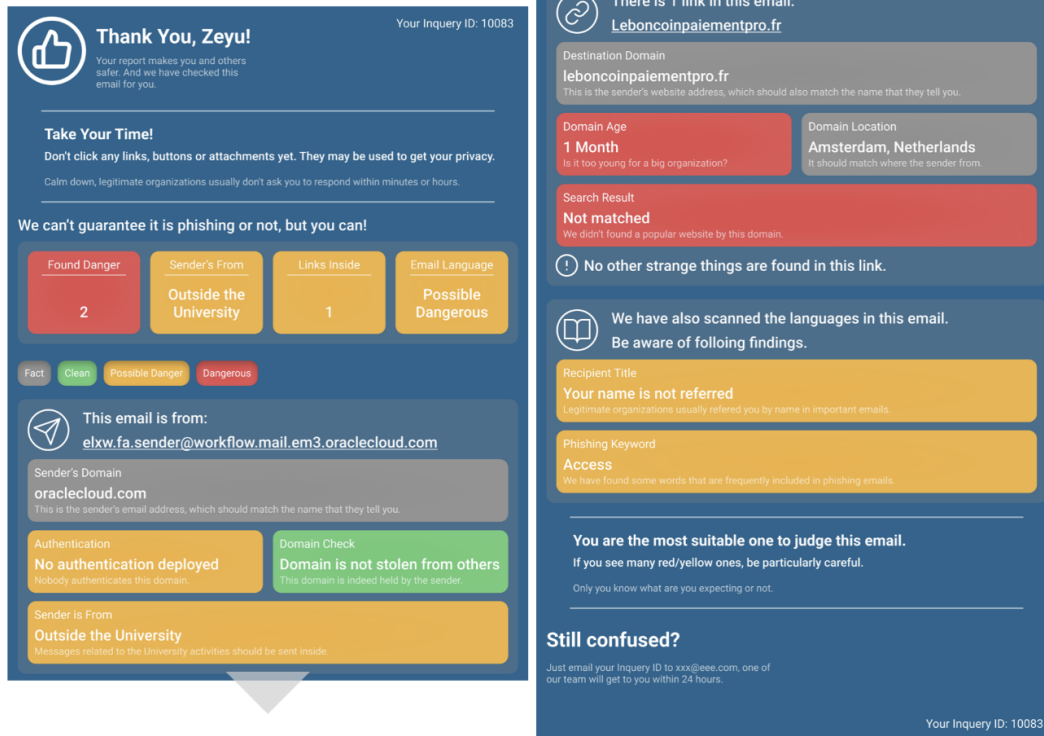 Your Inquery ID: 10083
Thank You, Zeyu!
Your report makes you and others
safer. And we have checked this
email for you.
Take Your Time!
Don't click any links, buttons or attachments yet. They may be used to get your privacy.
Calm down, legitimate organizations usually don't ask you to respond within minutes or hours.
We can't guarantee it is phishing or not, but you can!
Found Danger
2
Sender's From
Outside the
University
Links Inside
1
Email Language
Possible
Dangerous
Fact
Clean
Possible Danger
Dangerous
This email is from:
elxw.fa.sender@workflow.mail.em3.oraclecloud.com
Sender's Domain
oraclecloud.com
This is the sender's email address, which should match the name that they tell you.
Authentication
No authentication deployed
Nobody authenticates this domain.
Domain Check
Domain is not stolen from others
This domain is indeed held by the sender.
Sender is From
Outside the University
Messages related to the University activities should be sent inside.
There is 1 link in this email:
Leboncoinpaiementpro.fr
Destination Domain
leboncoinpaiementpro.fr
This is the sender's website address, which should also match the name that they tell you.
Domain Age
1 Month
Is it too young for a big organization?
Domain Location
Amsterdam, Netherlands
It should match where the sender from.
Search Result
Not matched
We didn't found a popular website by this domain.
No other strange things are found in this link.
We have also scanned the languages in this email.
Be aware of folloing findings.
Recipient Title
Your name is not referred
Legitimate organizations usually refered you by name in important emails.
Phishing Keyword
Access
We have found some words that are frequently included in phishing emails.
You are the most suitable one to judge this email.
If you see many red/yellow ones, be particularly careful.
Only you know what are you expecting or not.
Still confused?
Just email your Inquery ID to xxx@eee.com, one of
our team will get to you within 24 hours.
Your Inquery ID: 10083